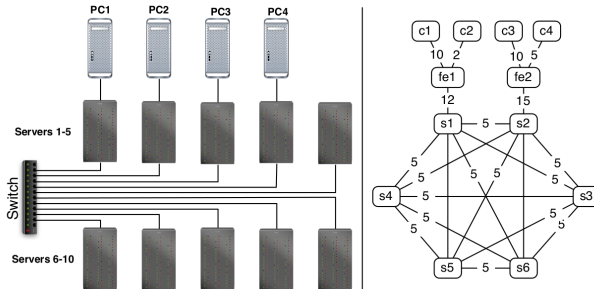 PC1 PC2 PC3 PC4
Servers 1-5
Switch
Servers 6-10
c1 c2 c3 c4
10 2 10 5
fe1 fe2
12 15
s1 5 s2
5 5 5 5
5 5 5 5
s4 5 s3
5 5
5 5
s5 5 s6